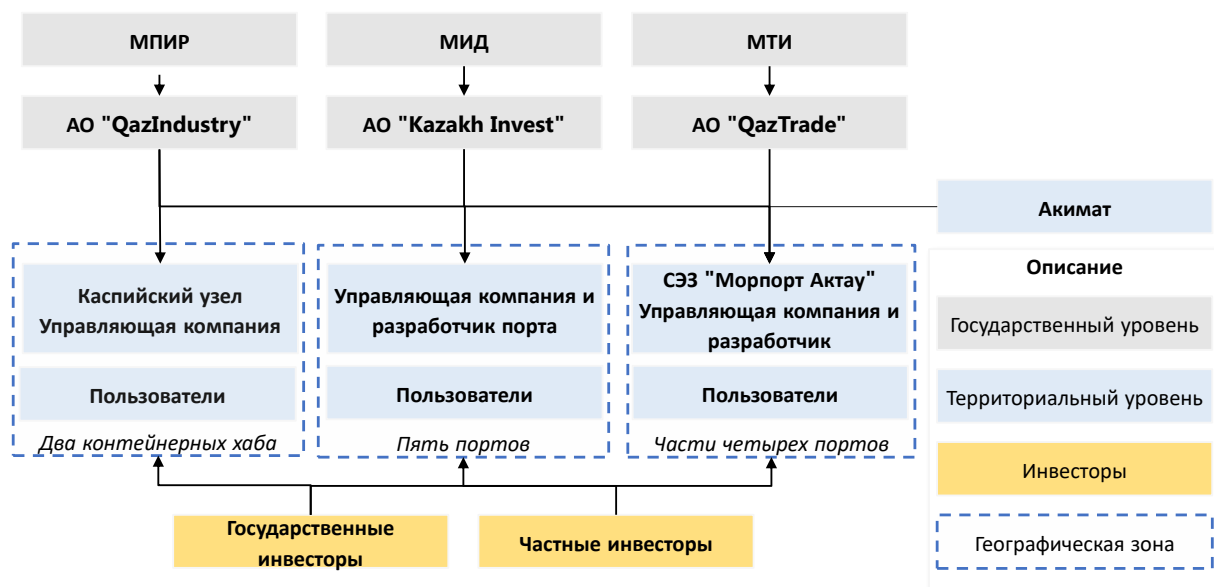 МПИР
МИД
МТИ
АО "QazIndustry"
АО "Kazakh Invest"
АО "QazTrade"
Акимат
Каспийский узел
Управляющая компания
Пользователи
Два контейнерных хаба
Управляющая компания и
разработчик порта
Пользователи
Пять портов
СЭЗ "Морпорт Актау"
Управляющая компания и
разработчик
Пользователи
Части четырех портов
Государственные
инвесторы
Частные инвесторы
Описание
Государственный уровень
Территориальный уровень
Инвесторы
Географическая зона